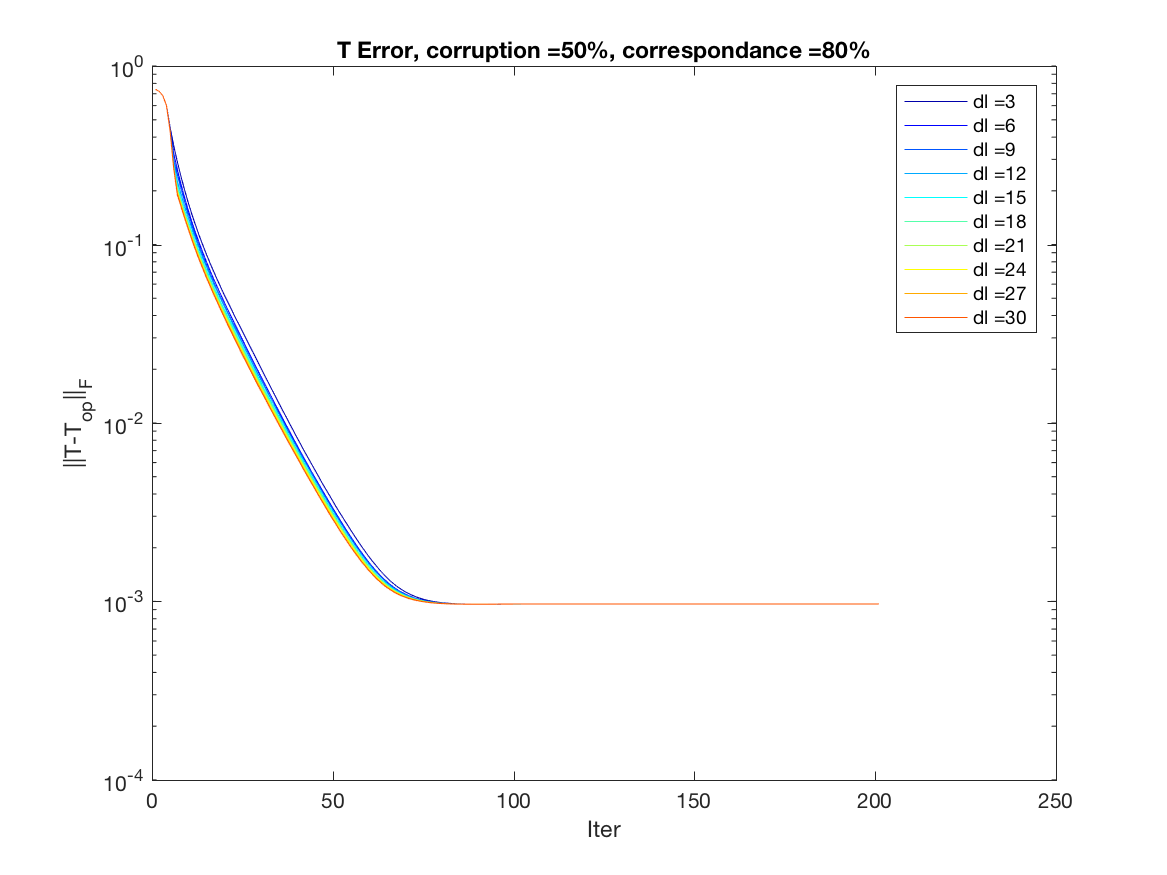 T Error, corruption =50%, correspondance =80%
10^0
10^-1
10^-2
10^-3
10^-4
||T-T_op||_F
0 50 100 150 200 250
Iter
dl =3
dl =6
dl =9
dl =12
dl =15
dl =18
dl =21
dl =24
dl =27
dl =30